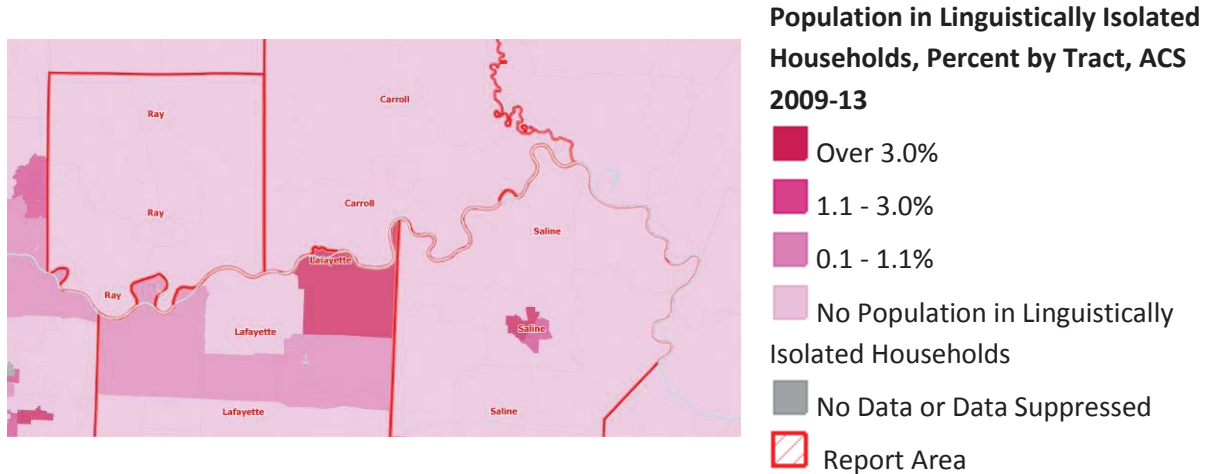 Ray
Carroll
Ray
Carroll
Saline
Lafayette
Ray
Lafayette
Saline
Lafayette
Saline
Population in Linguistically Isolated
Households, Percent by Tract, ACS
2009-13
Over 3.0%
1.1 - 3.0%
0.1 - 1.1%
No Population in Linguistically
Isolated Households
No Data or Data Suppressed
Report Area